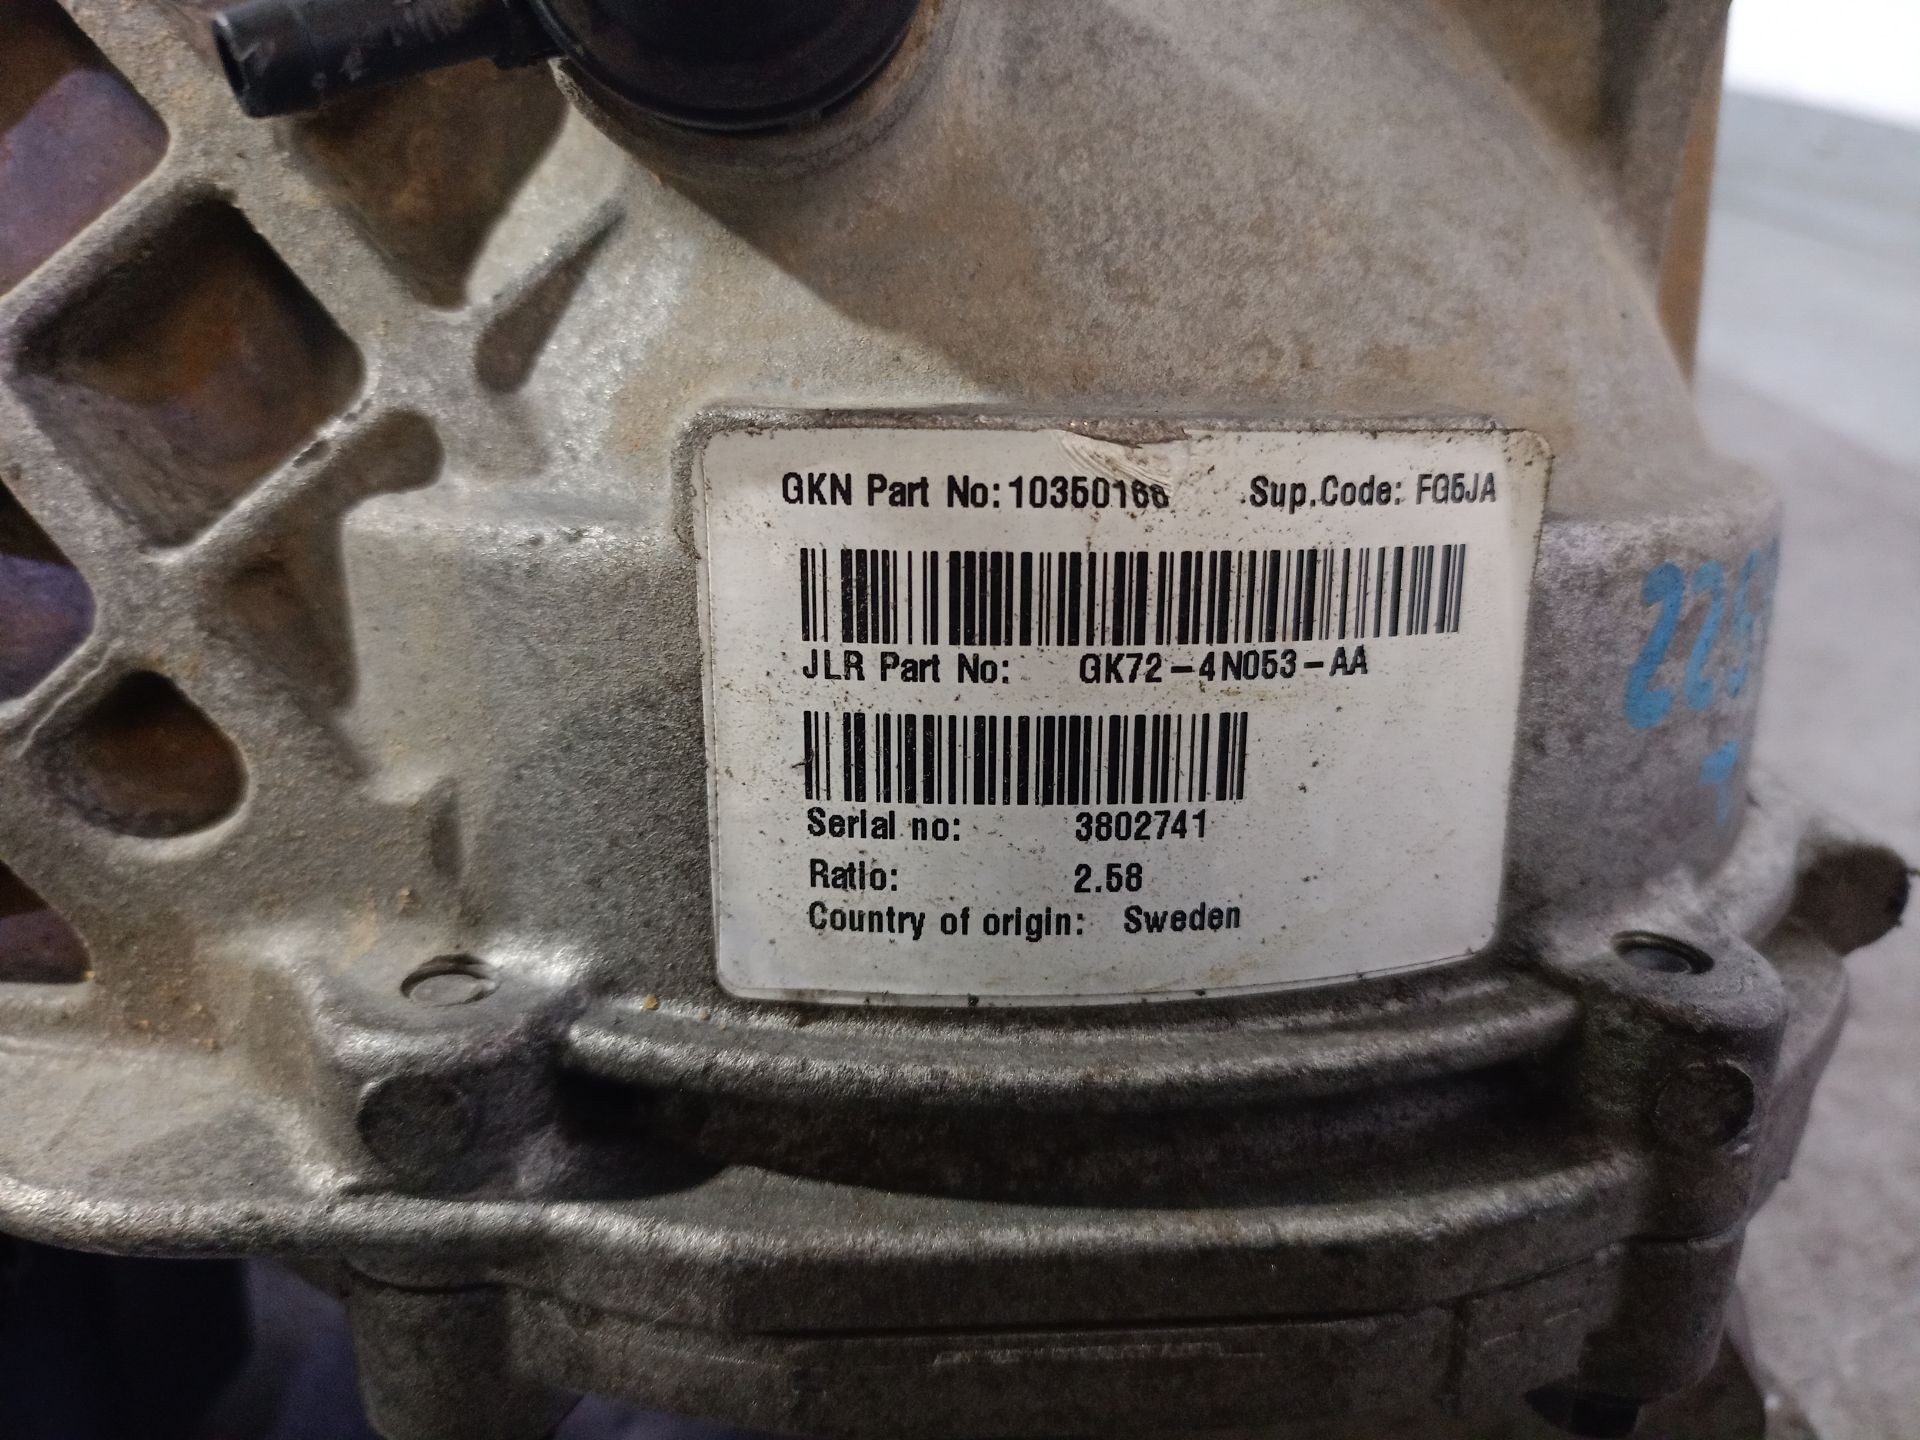 GKN Part No: 10350166 Sup.Code: FG5JA
JLR Part No: GK72-4N053-AA
Serial no: 3802741
Ratio: 2.58
Country of origin: Sweden